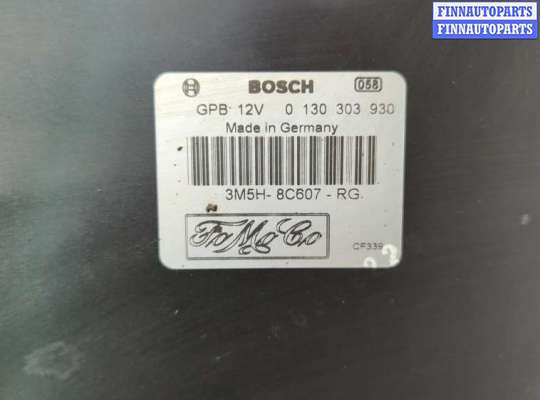 FINNAUTOPARTS
FINNAUTOPARTS
BOSCH 058
GPB 12V 0 130 303 930
Made in Germany
3M5H-8C607-RG
FoMoCo
CF339